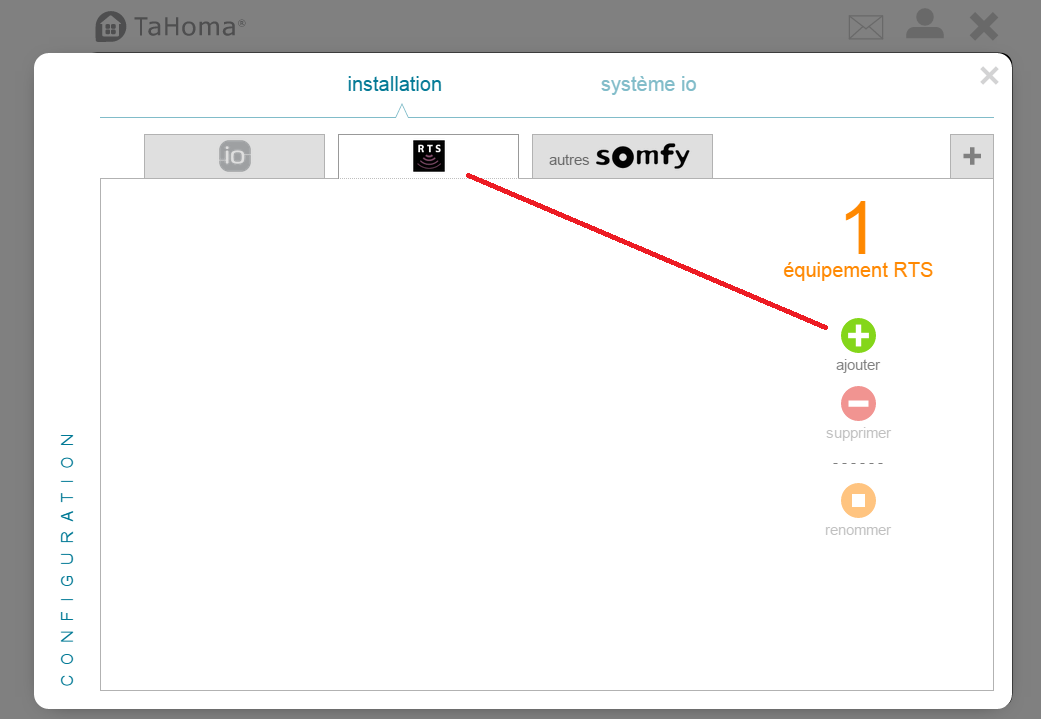 TaHoma®
installation
système io
io
RTS
autres somfy
1
équipement RTS
ajouter
supprimer
renommer
CONFIGURATION